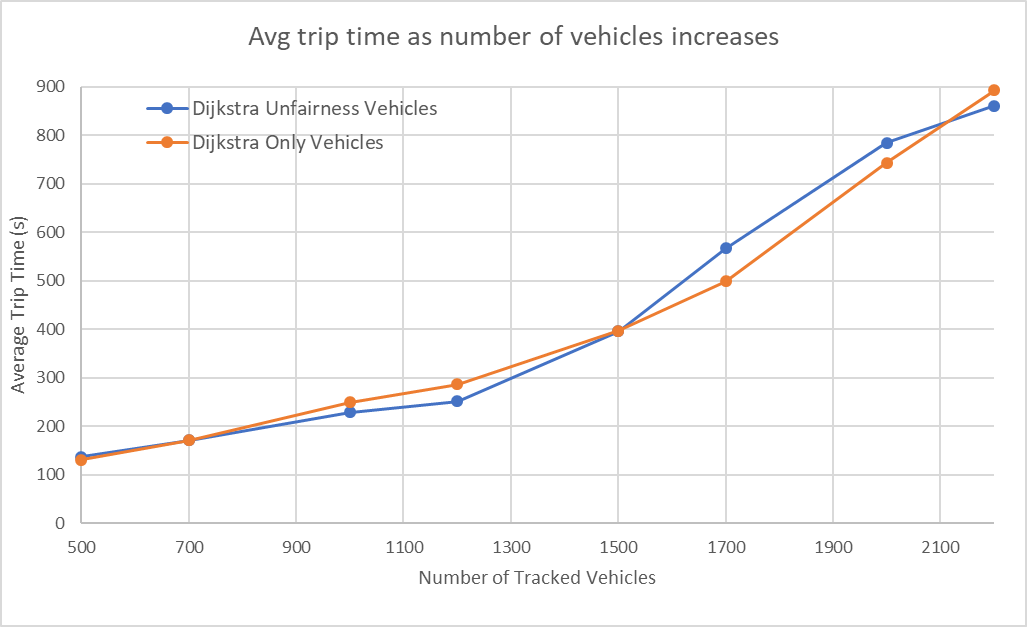 Avg trip time as number of vehicles increases
900
800
700
600
500
400
300
200
100
0
Dijkstra Unfairness Vehicles
Dijkstra Only Vehicles
Average Trip Time (s)
500 700 900 1100 1300 1500 1700 1900 2100
Number of Tracked Vehicles